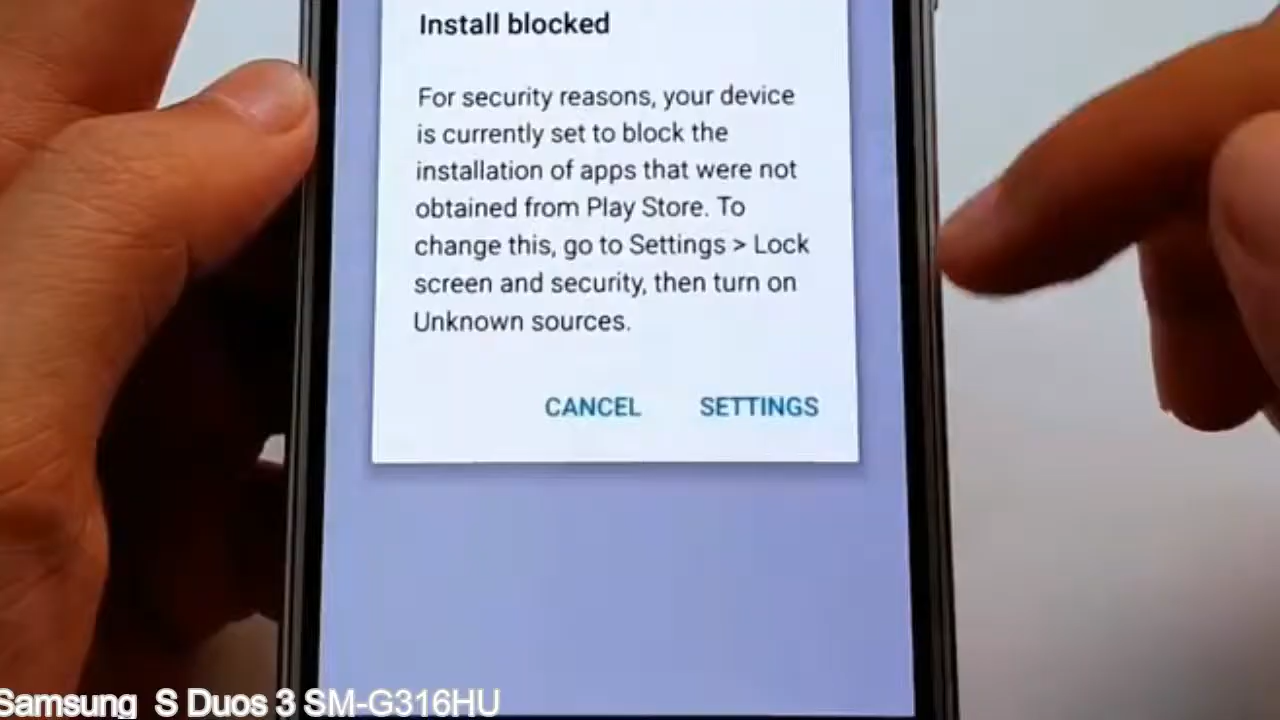 Install blocked
For security reasons, your device
is currently set to block the
installation of apps that were not
obtained from Play Store. To
change this, go to Settings > Lock
screen and security, then turn on
Unknown sources.
CANCEL SETTINGS
Samsung S Duos 3 SM-G316HU